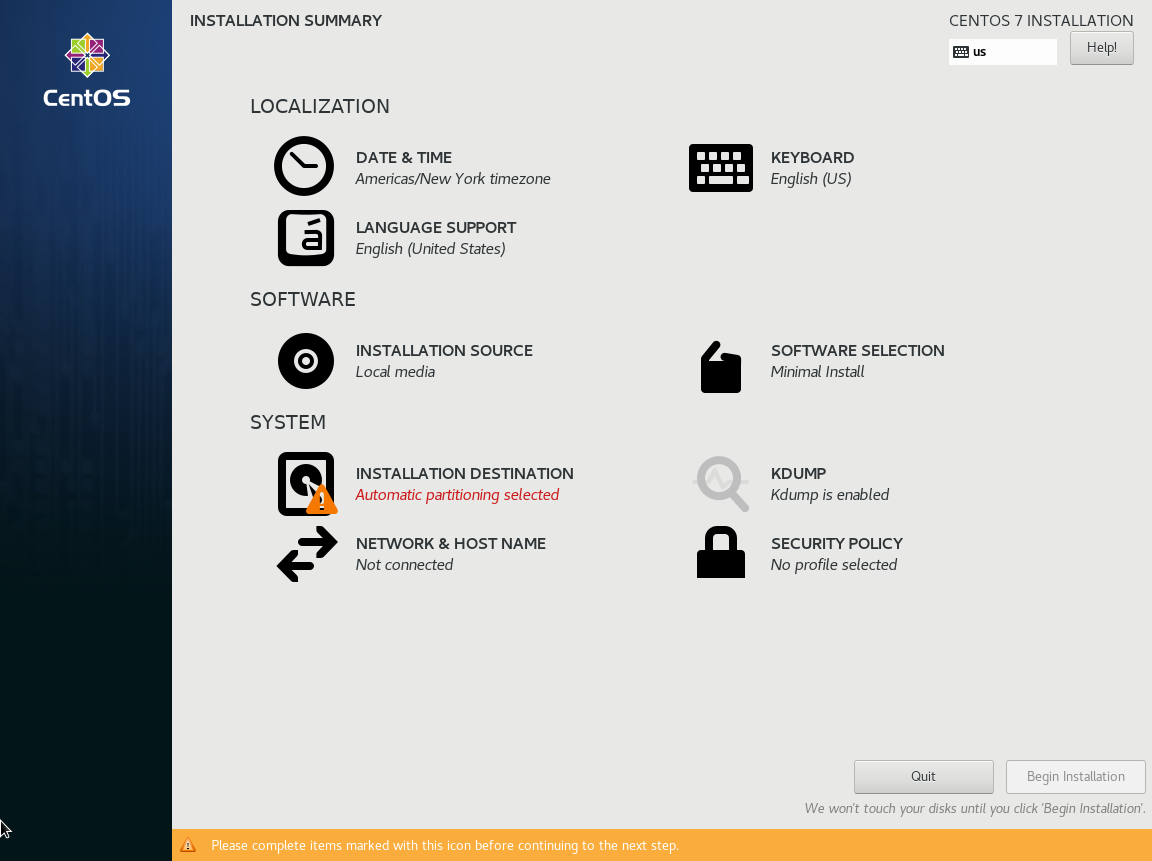 INSTALLATION SUMMARY
CENTOS 7 INSTALLATION
us
Help!
CentOS
LOCALIZATION
DATE & TIME
Americas/New York timezone
KEYBOARD
English (US)
á
LANGUAGE SUPPORT
English (United States)
SOFTWARE
INSTALLATION SOURCE
Local media
SOFTWARE SELECTION
Minimal Install
SYSTEM
INSTALLATION DESTINATION
Automatic partitioning selected
KDUMP
Kdump is enabled
NETWORK & HOST NAME
Not connected
SECURITY POLICY
No profile selected
Quit
Begin Installation
We won't touch your disks until you click 'Begin Installation'.
Please complete items marked with this icon before continuing to the next step.